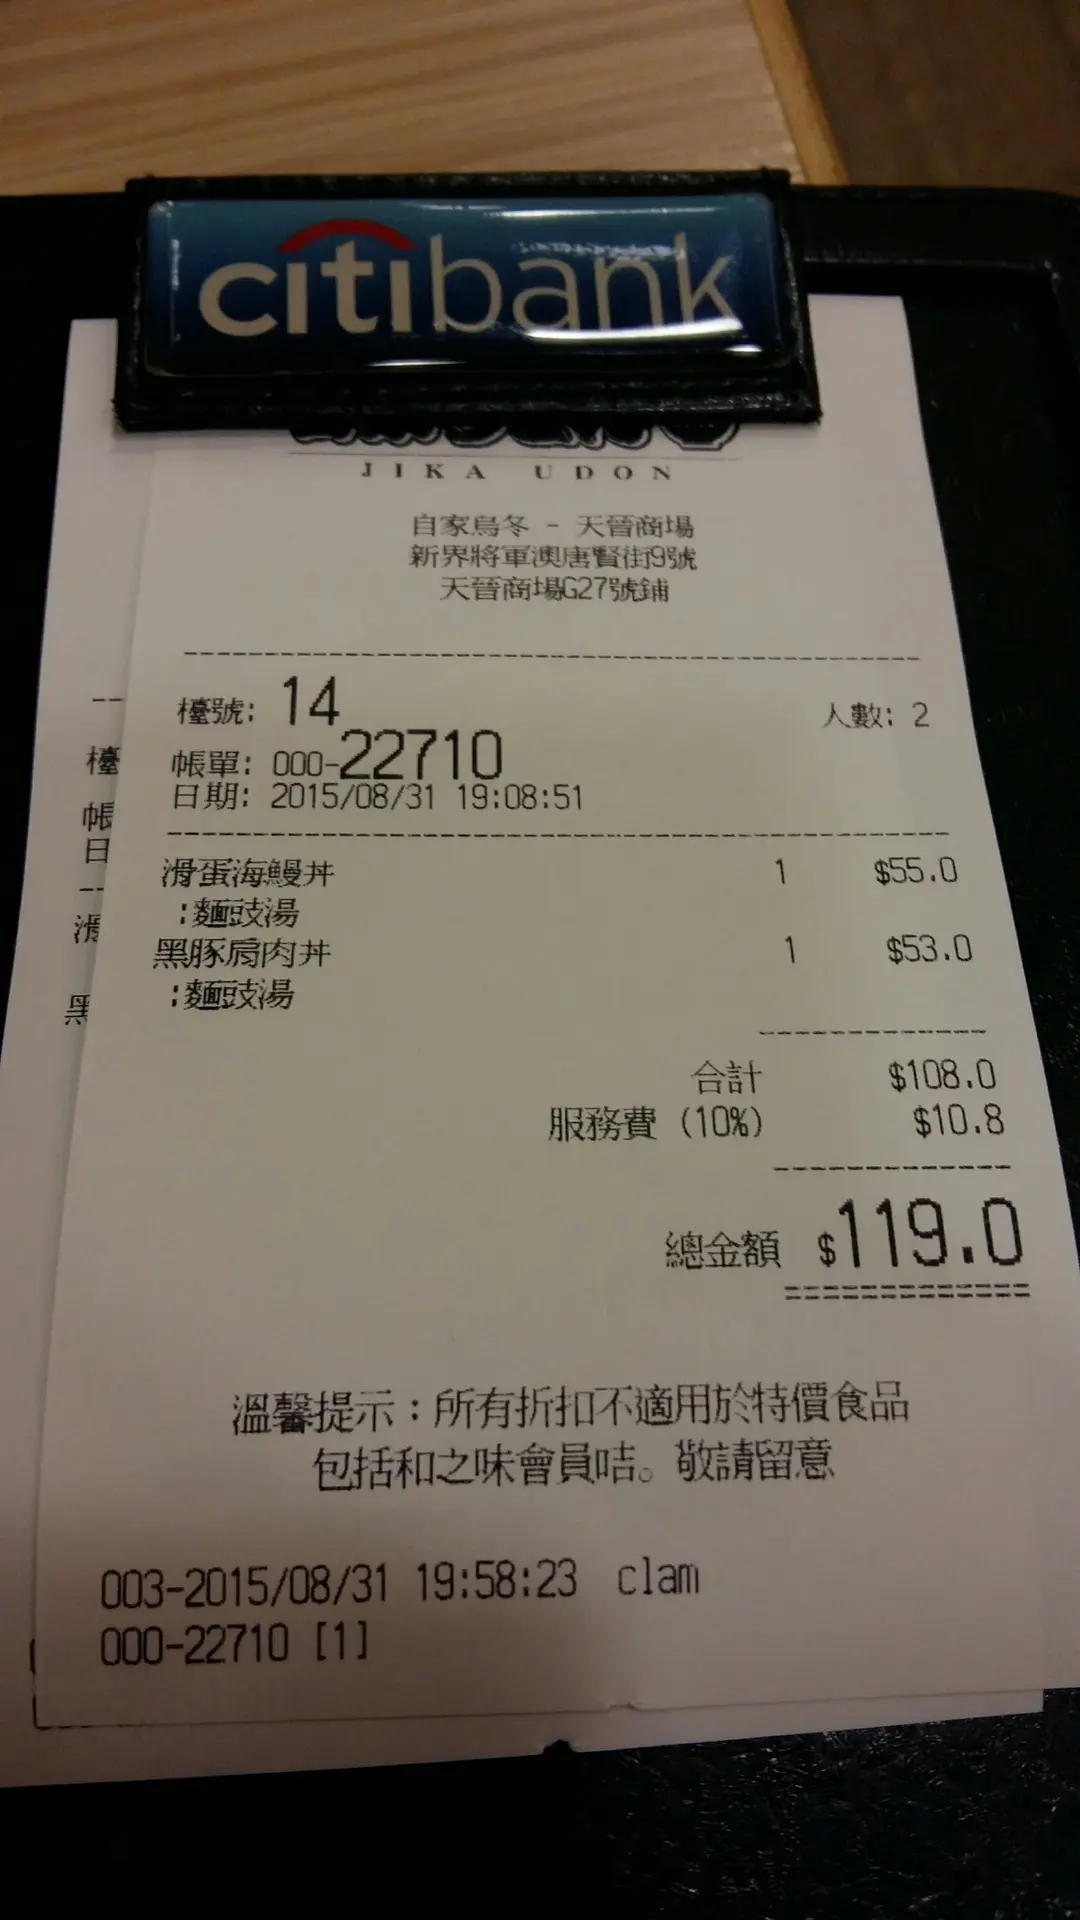 citibank
JIKA UDON
自家烏冬 - 天晉商場
新界將軍澳唐賢街9號
天晉商場G27號鋪
檯號: 14 人數: 2
帳單: 000-22710
日期: 2015/08/31 19:08:51
滑蛋海鰻丼 1 $55.0
:麵豉湯
黑豚肩肉丼 1 $53.0
:麵豉湯
合計 $108.0
服務費 (10%) $10.8
總金額 $119.0
溫馨提示：所有折扣不適用於特價食品
包括和之味會員咭。敬請留意
003-2015/08/31 19:58:23 clam
000-22710 [1]
檯
帳
日
滑
黑